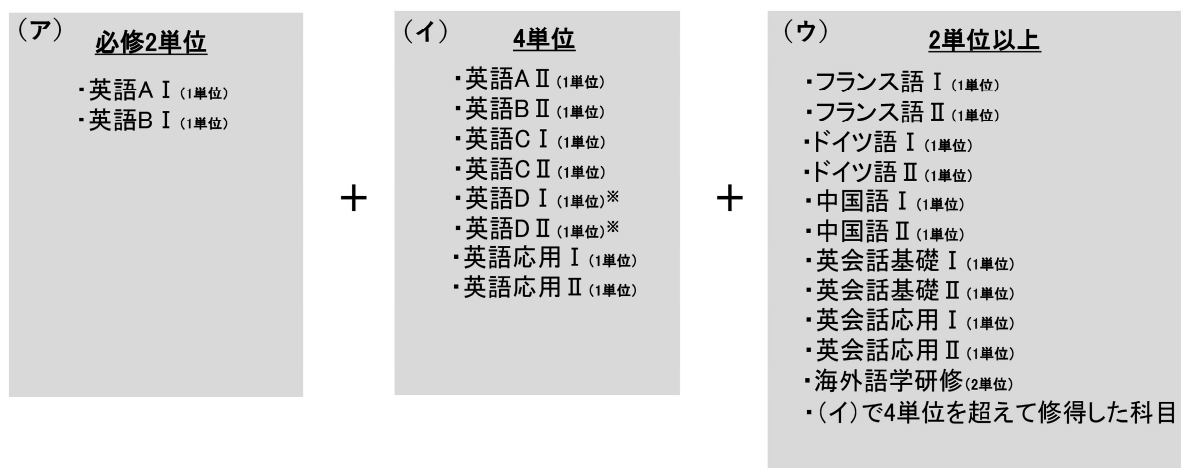 (ア) 必修2単位
・英語AⅠ(1単位)
・英語BⅠ(1単位)
＋
(イ) 4単位
・英語AⅡ(1単位)
・英語BⅡ(1単位)
・英語CⅠ(1単位)
・英語CⅡ(1単位)
・英語DⅠ(1単位)※
・英語DⅡ(1単位)※
・英語応用Ⅰ(1単位)
・英語応用Ⅱ(1単位)
＋
(ウ) 2単位以上
・フランス語Ⅰ(1単位)
・フランス語Ⅱ(1単位)
・ドイツ語Ⅰ(1単位)
・ドイツ語Ⅱ(1単位)
・中国語Ⅰ(1単位)
・中国語Ⅱ(1単位)
・英会話基礎Ⅰ(1単位)
・英会話基礎Ⅱ(1単位)
・英会話応用Ⅰ(1単位)
・英会話応用Ⅱ(1単位)
・海外語学研修(2単位)
・(イ)で4単位を超えて修得した科目